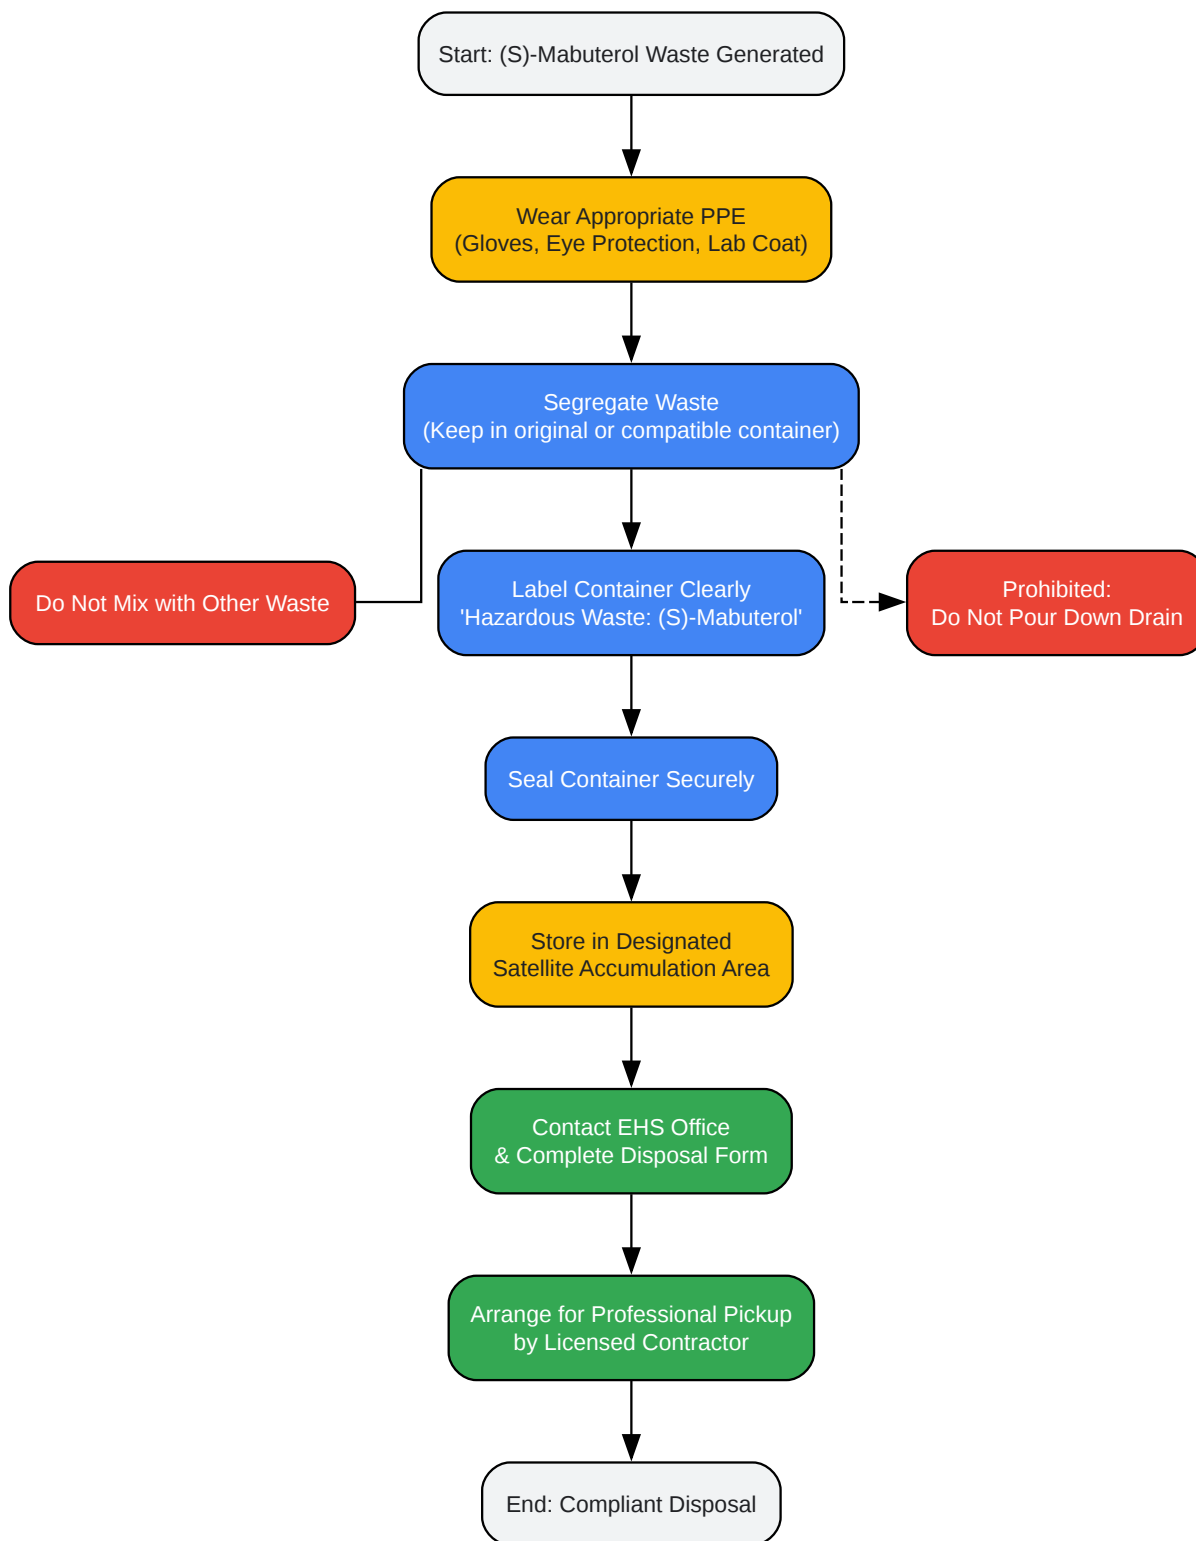 Start: (S)-Mabuterol Waste Generated
Wear Appropriate PPE
(Gloves, Eye Protection, Lab Coat)
Segregate Waste
(Keep in original or compatible container)
Do Not Mix with Other Waste
Label Container Clearly
'Hazardous Waste: (S)-Mabuterol'
Prohibited:
Do Not Pour Down Drain
Seal Container Securely
Store in Designated
Satellite Accumulation Area
Contact EHS Office
& Complete Disposal Form
Arrange for Professional Pickup
by Licensed Contractor
End: Compliant Disposal